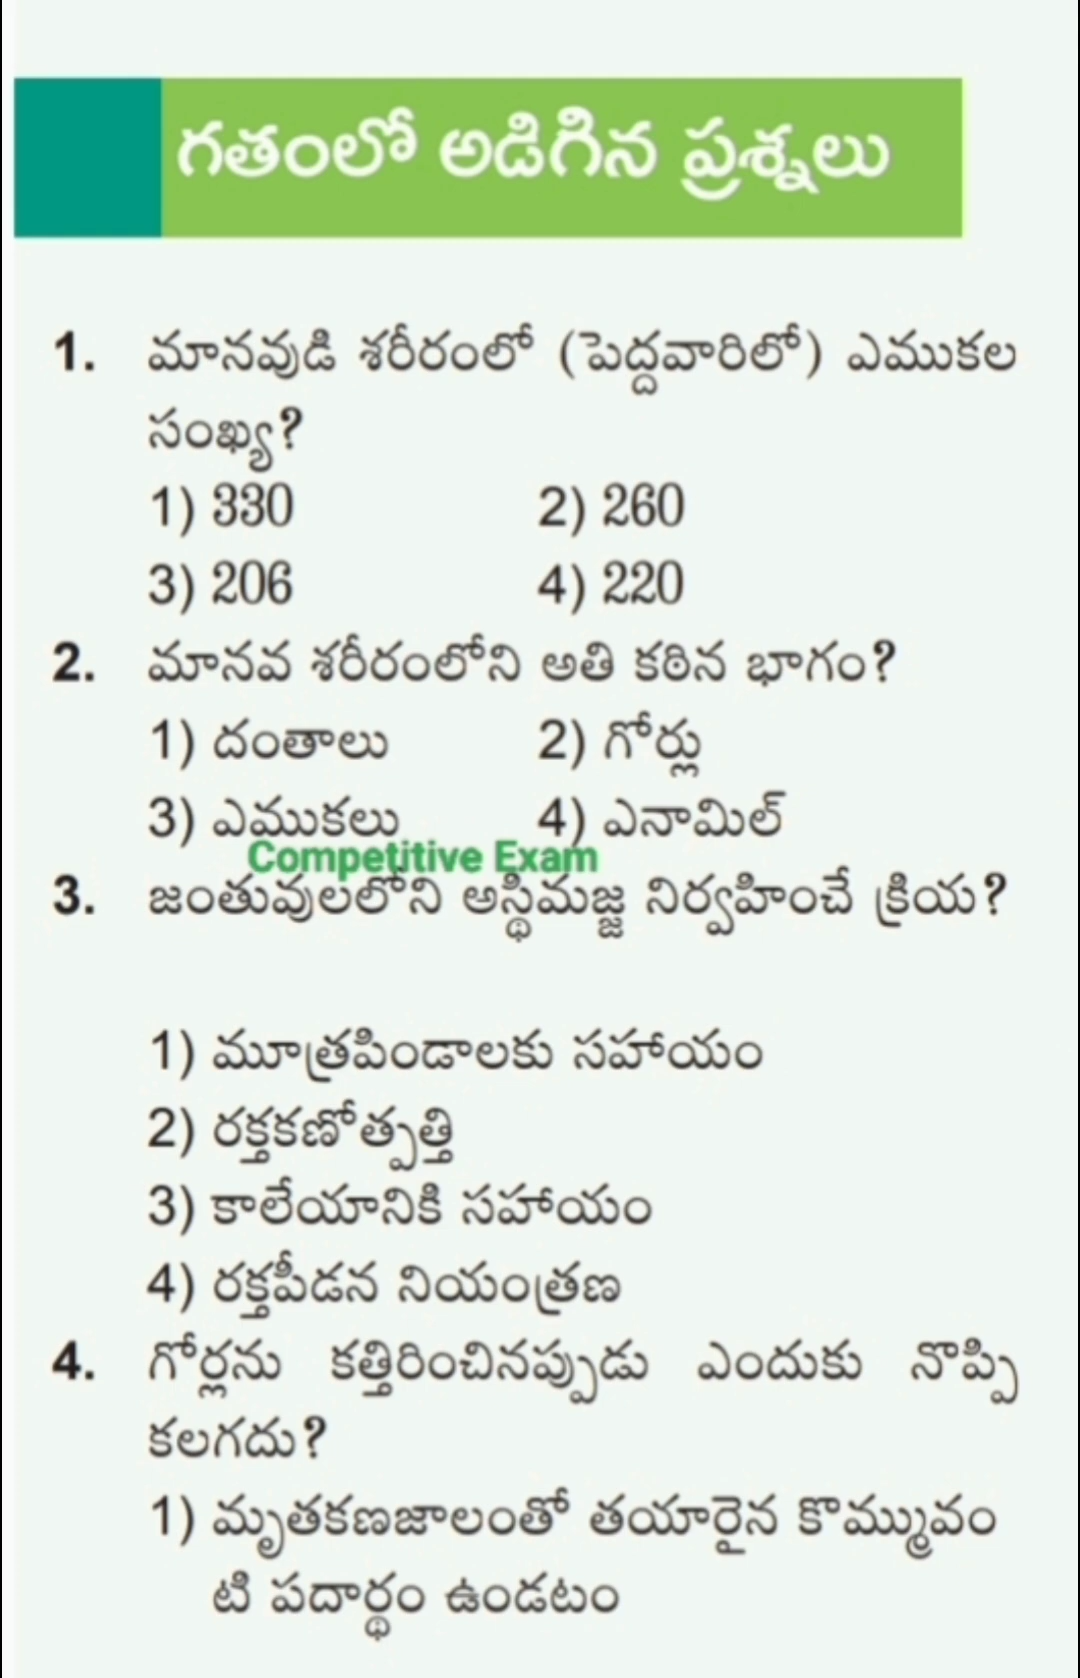 గతంలో అడిగిన ప్రశ్నలు
1. మానవుడి శరీరంలో (పెద్దవారిలో) ఎముకల
సంఖ్య?
1) 330 2) 260
3) 206 4) 220
2. మానవ శరీరంలోని అతి కఠిన భాగం?
1) దంతాలు 2) గోర్లు
3) ఎముకలు 4) ఎనామిల్
Competitive Exam
3. జంతువులలోని అస్థిమజ్జ నిర్వహించే క్రియ?
1) మూత్రపిండాలకు సహాయం
2) రక్తకణోత్పత్తి
3) కాలేయానికి సహాయం
4) రక్తపీడన నియంత్రణ
4. గోర్లను కత్తిరించినప్పుడు ఎందుకు నొప్పి
కలగదు?
1) మృతకణజాలంతో తయారైన కొమ్మువం
టి పదార్థం ఉండటం